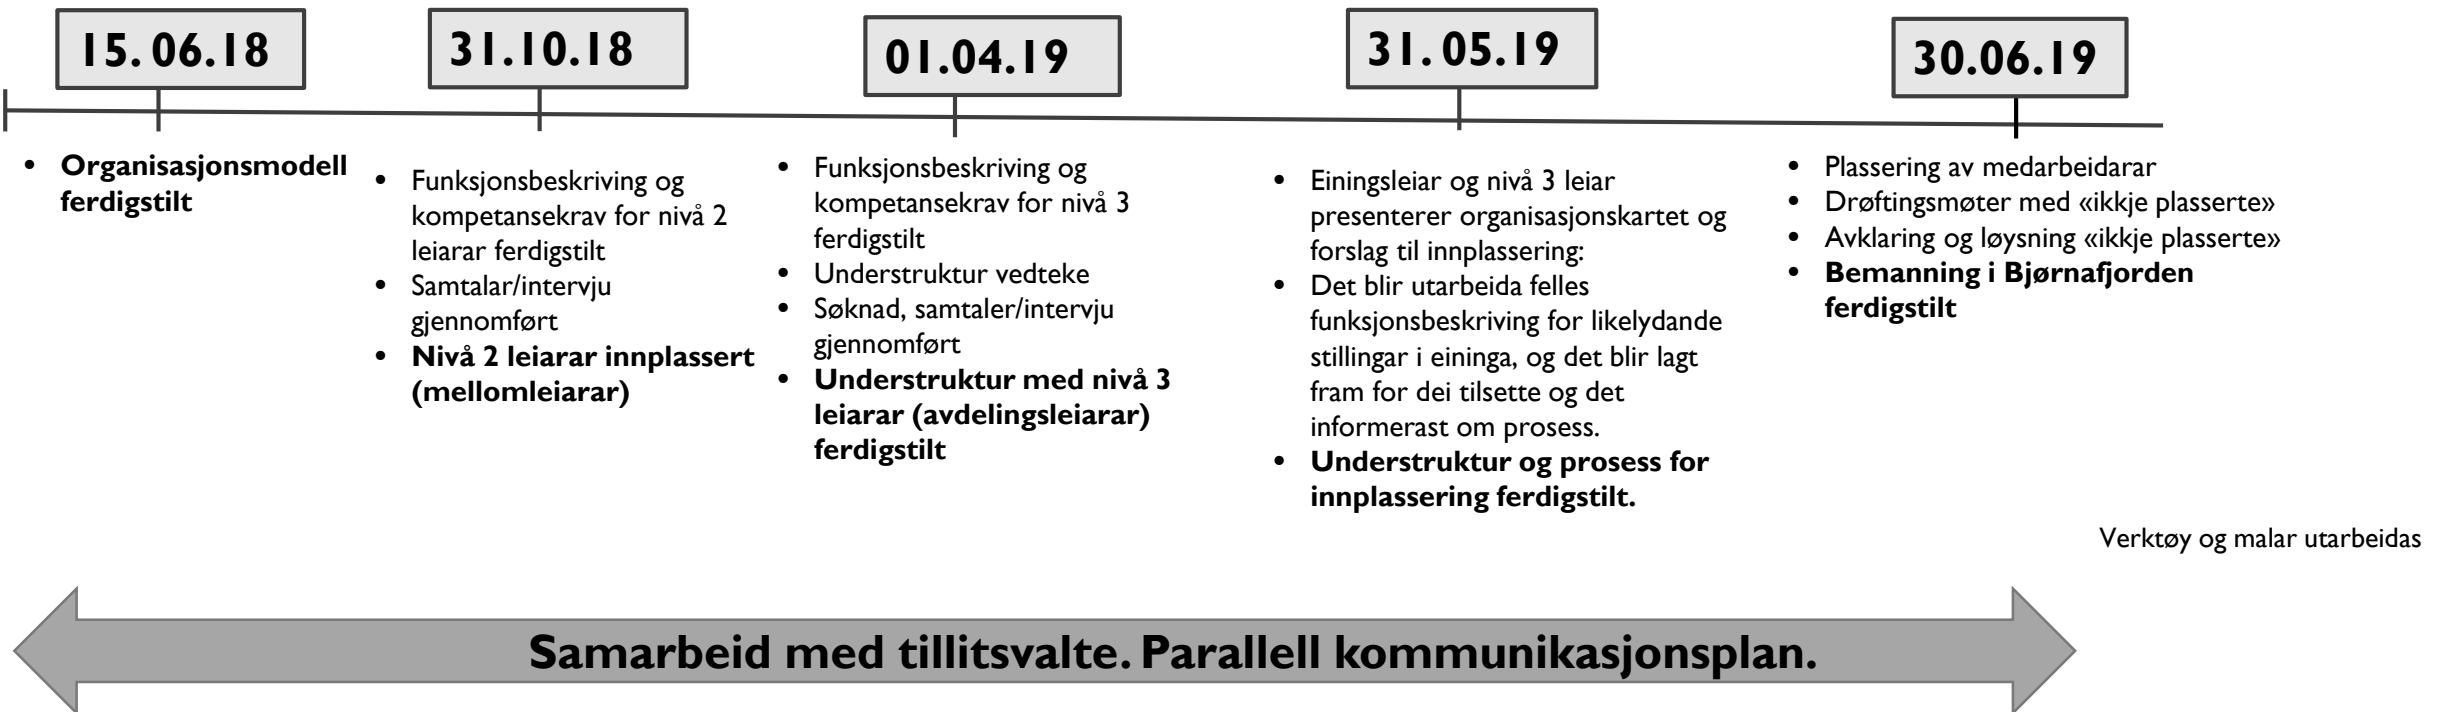 15.06.18
• Organisasjonsmodell
ferdigstilt
31.10.18
• Funksjonsbeskriving og
kompetansekrav for nivå 2
leiarar ferdigstilt
• Samtalar/intervju
gjennomført
• Nivå 2 leiarar innplassert
(mellomleiarar)
01.04.19
• Funksjonsbeskriving og
kompetansekrav for nivå 3
ferdigstilt
• Understruktur vedteke
• Søknad, samtaler/intervju
gjennomført
• Understruktur med nivå 3
leiarar (avdelingsleiarar)
ferdigstilt
31.05.19
• Einingsleiar og nivå 3 leiar
presenterer organisasjonskartet og
forslag til innplassering:
• Det blir utarbeida felles
funksjonsbeskriving for likelydande
stillingar i eininga, og det blir lagt
fram for dei tilsette og det
informerast om prosess.
• Understruktur og prosess for
innplassering ferdigstilt.
30.06.19
• Plassering av medarbeidarar
• Drøftingsmøter med «ikkje plasserte»
• Avklaring og løysning «ikkje plasserte»
• Bemanning i Bjørnafjorden
ferdigstilt
Verktøy og malar utarbeidas
Samarbeid med tillitsvalte. Parallell kommunikasjonsplan.